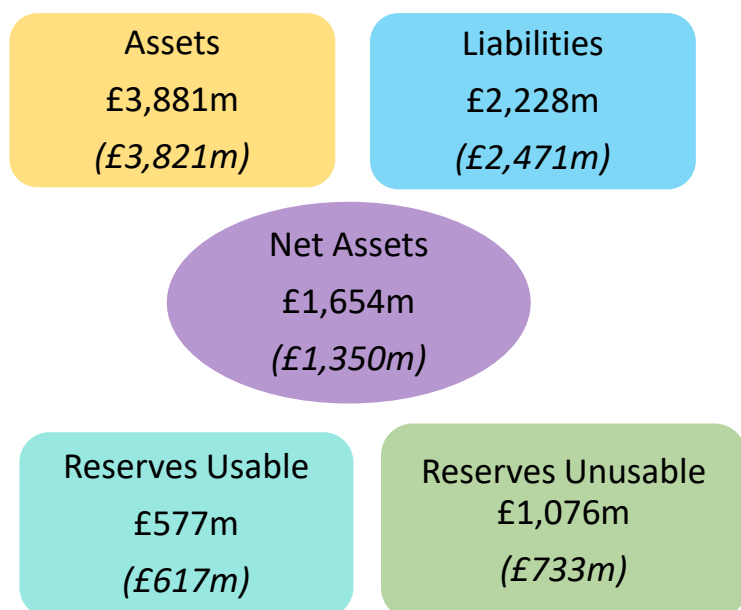 Assets
£3,881m
(£3,821m)
Liabilities
£2,228m
(£2,471m)
Net Assets
£1,654m
(£1,350m)
Reserves Usable
£577m
(£617m)
Reserves Unusable
£1,076m
(£733m)